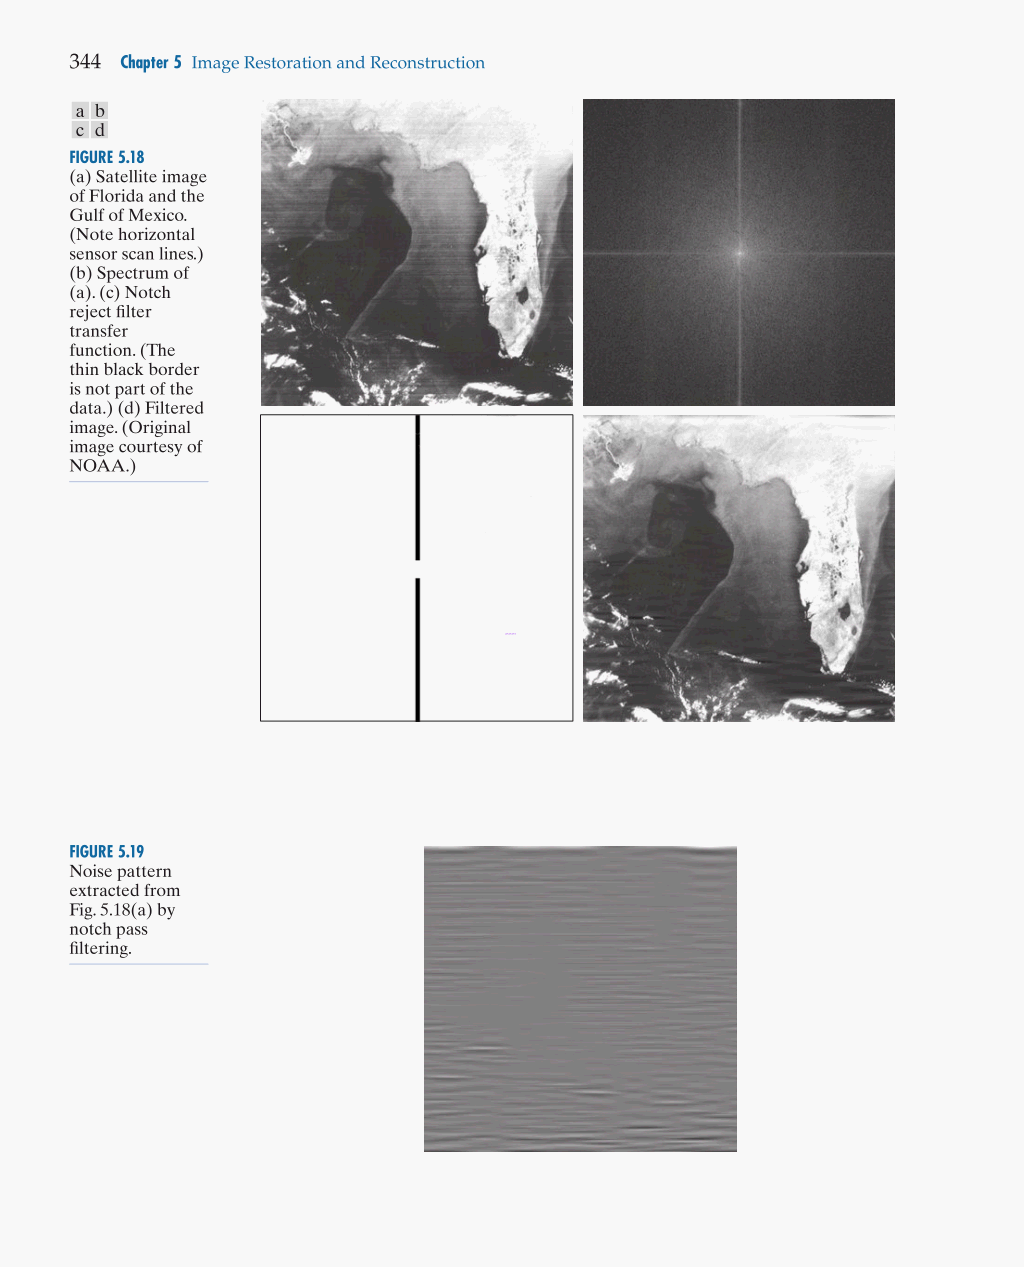 344 Chapter 5 Image Restoration and Reconstruction
a b
c d
FIGURE 5.18
(a) Satellite image
of Florida and the
Gulf of Mexico.
(Note horizontal
sensor scan lines.)
(b) Spectrum of
(a). (c) Notch
reject filter
transfer
function. (The
thin black border
is not part of the
data.) (d) Filtered
image. (Original
image courtesy of
NOAA.)
FIGURE 5.19
Noise pattern
extracted from
Fig. 5.18(a) by
notch pass
filtering.